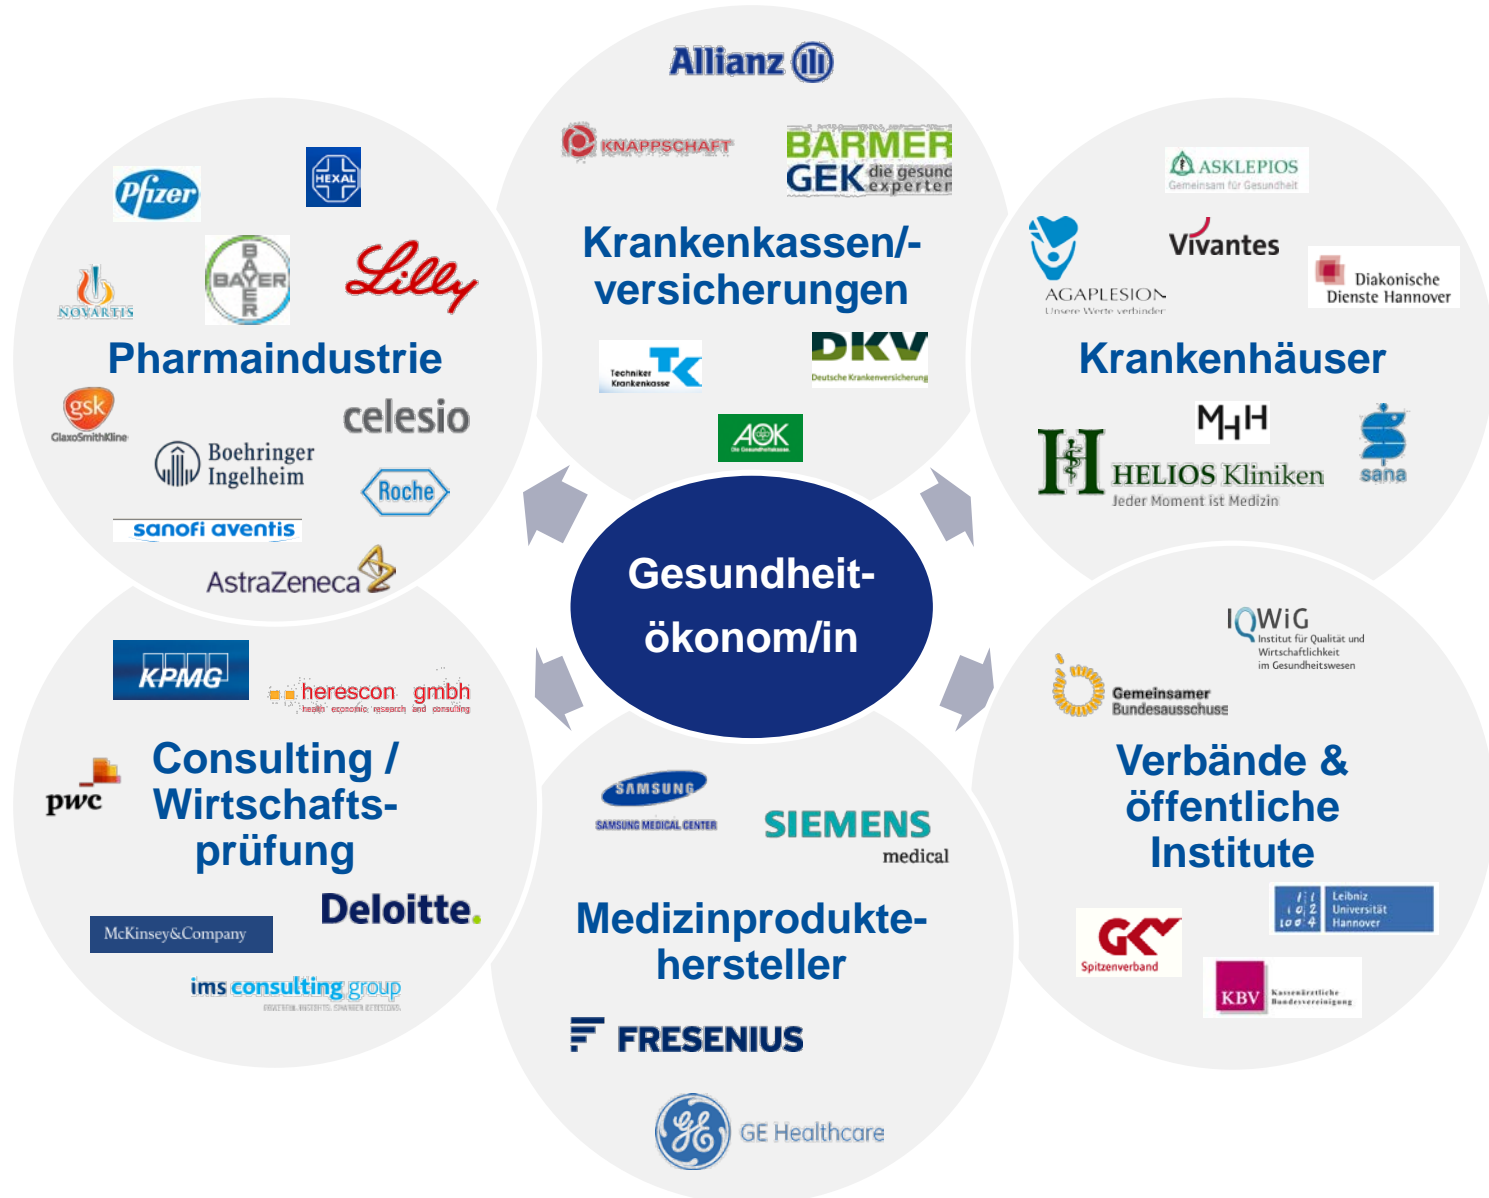 Allianz
KNAPPSCHAFT
BARMER
GEK die gesund
experten
Krankenkassen/-
versicherungen
Techniker
Krankenkasse
TK
DKV
Deutsche Krankenversicherung
AOK
Die Gesundheitskasse.
Pfizer
HEXAL
NOVARTIS
BAYER
BAYER
Lilly
Pharmaindustrie
gsk
GlaxoSmithKline
celesio
Boehringer
Ingelheim
Roche
sanofi aventis
AstraZeneca
ASKLEPIOS
Gemeinsam für Gesundheit
Vivantes
AGAPLESION
Unsere Werte verbinden
Diakonische
Dienste Hannover
Krankenhäuser
MHH
HELIOS Kliniken
Jeder Moment ist Medizin
sana
Gesundheit-
ökonom/in
KPMG
herescon gmbh
health economic research and consulting
pwc
Consulting /
Wirtschafts-
prüfung
Deloitte.
McKinsey&Company
ims consulting group
SAMSUNG
SAMSUNG MEDICAL CENTER
SIEMENS
medical
Medizinprodukte-
hersteller
FRESENIUS
GE Healthcare
IQWiG
Institut für Qualität und
Wirtschaftlichkeit
im Gesundheitswesen
Gemeinsamer
Bundesausschuss
Verbände &
öffentliche
Institute
GKV
Spitzenverband
Leibniz
Universität
Hannover
KBV
Kassenärztliche
Bundesvereinigung